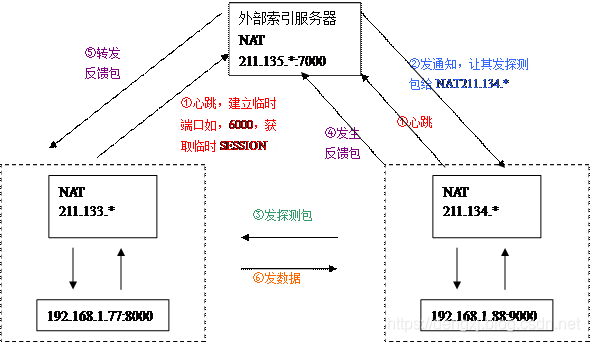 外部索引服务器
NAT
211.135.*:7000
⑤转发
反馈包
②发通知，让其发探测
包给 NAT211.134.*
①心跳，建立临时
端口如，6000，获
取临时 SESSION
①心跳
④发生
反馈包
NAT
211.133.*
NAT
211.134.*
③发探测包
⑥发数据
192.168.1.77:8000
192.168.1.88:9000